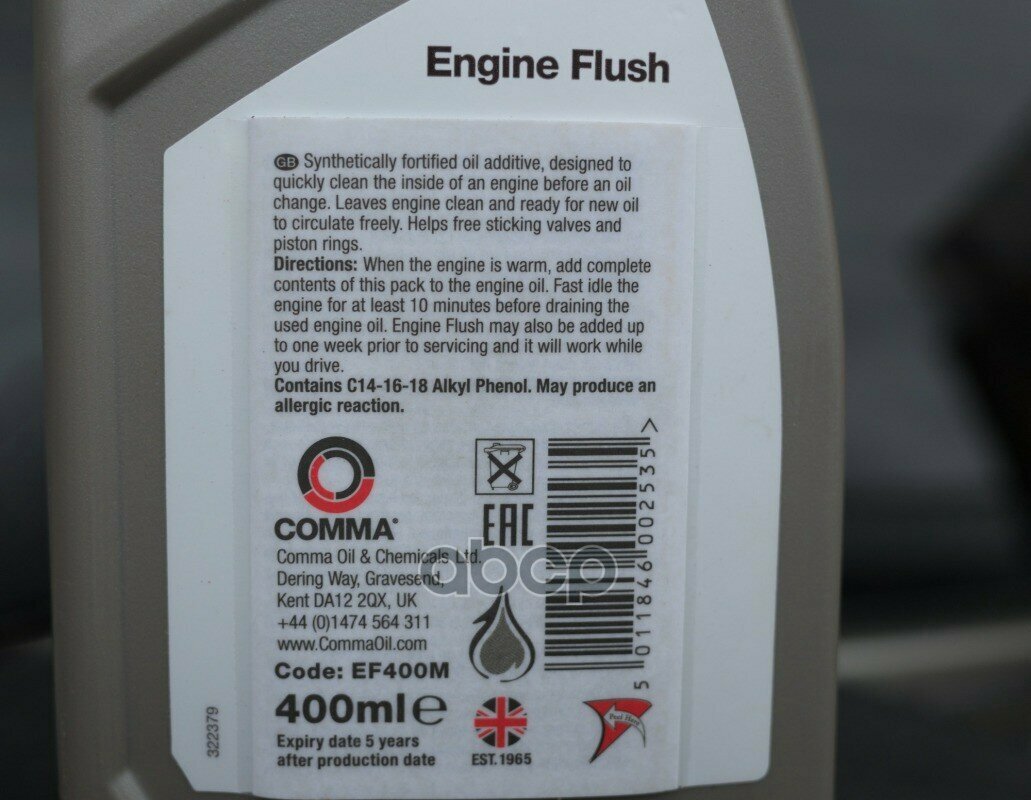 Engine Flush
GB Synthetically fortified oil additive, designed to
quickly clean the inside of an engine before an oil
change. Leaves engine clean and ready for new oil
to circulate freely. Helps free sticking valves and
piston rings.
Directions: When the engine is warm, add complete
contents of this pack to the engine oil. Fast idle the
engine for at least 10 minutes before draining the
used engine oil. Engine Flush may also be added up
to one week prior to servicing and it will work while
you drive.
Contains C14-16-18 Alkyl Phenol. May produce an
allergic reaction.
COMMA®
Comma Oil & Chemicals Ltd.
Dering Way, Gravesend,
Kent DA12 2QX, UK
+44 (0)1474 564 311
www.CommaOil.com
Code: EF400M
400ml e
Expiry date 5 years
after production date
EAC
abcp
EST.1965
5 011846 002535 >
Peel Here
322379